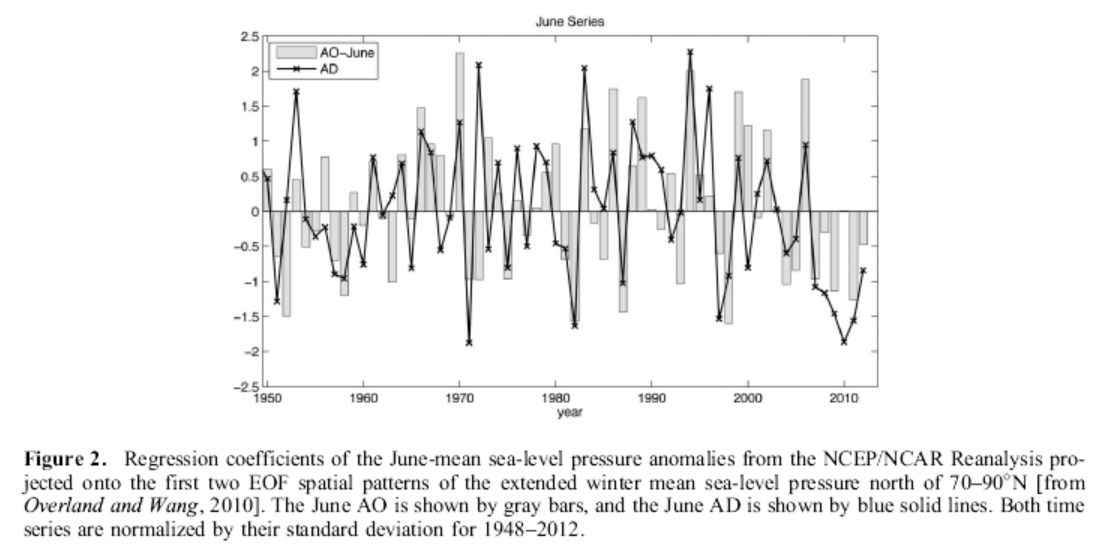 June Series
2.5
2
1.5
1
0.5
0
−0.5
−1
−1.5
−2
−2.5
AO−June
AD
1950
1960
1970
1980
1990
2000
2010
year
Figure 2. Regression coefficients of the June-mean sea-level pressure anomalies from the NCEP/NCAR Reanalysis pro-
jected onto the first two EOF spatial patterns of the extended winter mean sea-level pressure north of 70–90°N [from
Overland and Wang, 2010]. The June AO is shown by gray bars, and the June AD is shown by blue solid lines. Both time
series are normalized by their standard deviation for 1948–2012.